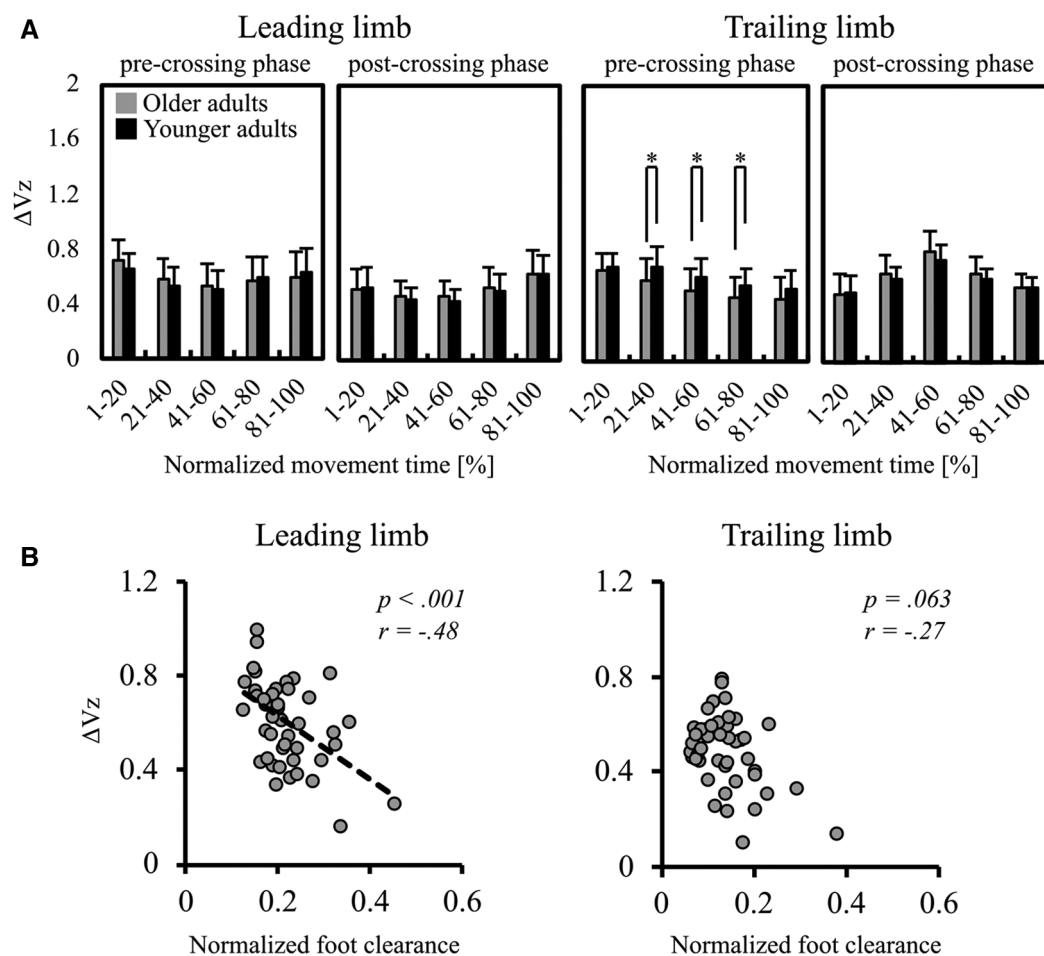 A
Leading limb
Trailing limb
pre-crossing phase
post-crossing phase
pre-crossing phase
post-crossing phase
2
1.6
1.2
0.8
0.4
0
ΔVz
Older adults
Younger adults
* * *
1-20 21-40 41-60 61-80 81-100
1-20 21-40 41-60 61-80 81-100
1-20 21-40 41-60 61-80 81-100
1-20 21-40 41-60 61-80 81-100
Normalized movement time [%]
Normalized movement time [%]
B
Leading limb
1.2
0.8
0.4
0
ΔVz
p < .001
r = -.48
0 0.2 0.4 0.6
Normalized foot clearance
Trailing limb
1.2
0.8
0.4
0
p = .063
r = -.27
0 0.2 0.4 0.6
Normalized foot clearance